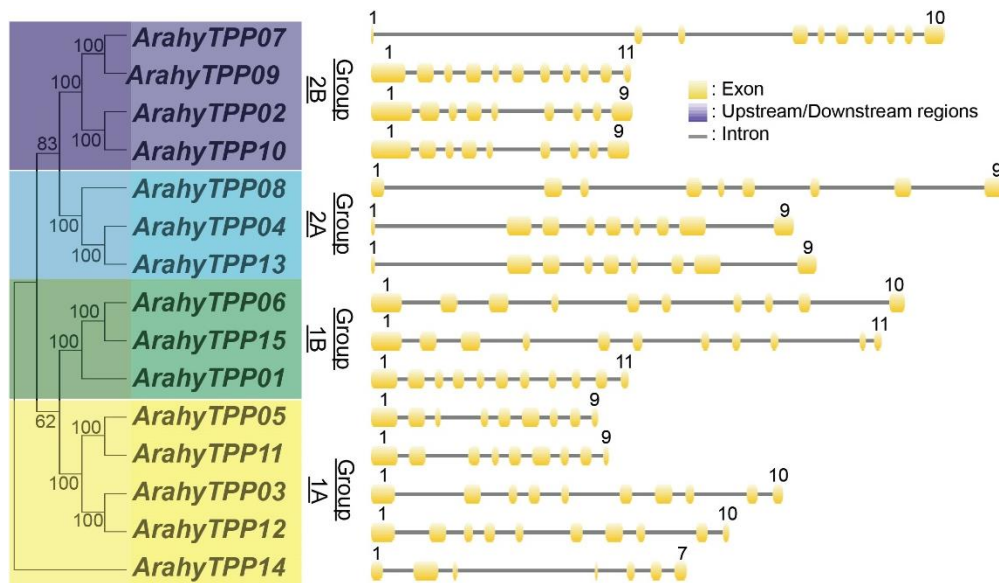 1 10
100 ArahyTPP07
1 11
100 ArahyTPP09
Group
2B
: Exon
: Upstream/Downstream regions
: Intron
1 9
ArahyTPP02
83 100
1 9
ArahyTPP10
1 9
ArahyTPP08
100
Group
2A
1 9
ArahyTPP04
100
1 9
ArahyTPP13
1 10
100 ArahyTPP06
Group
1B
1 11
100 ArahyTPP15
1 11
ArahyTPP01
1 9
62 ArahyTPP05
100
1 9
ArahyTPP11
Group
1A
100
1 10
ArahyTPP03
1 10
100 ArahyTPP12
1 7
ArahyTPP14